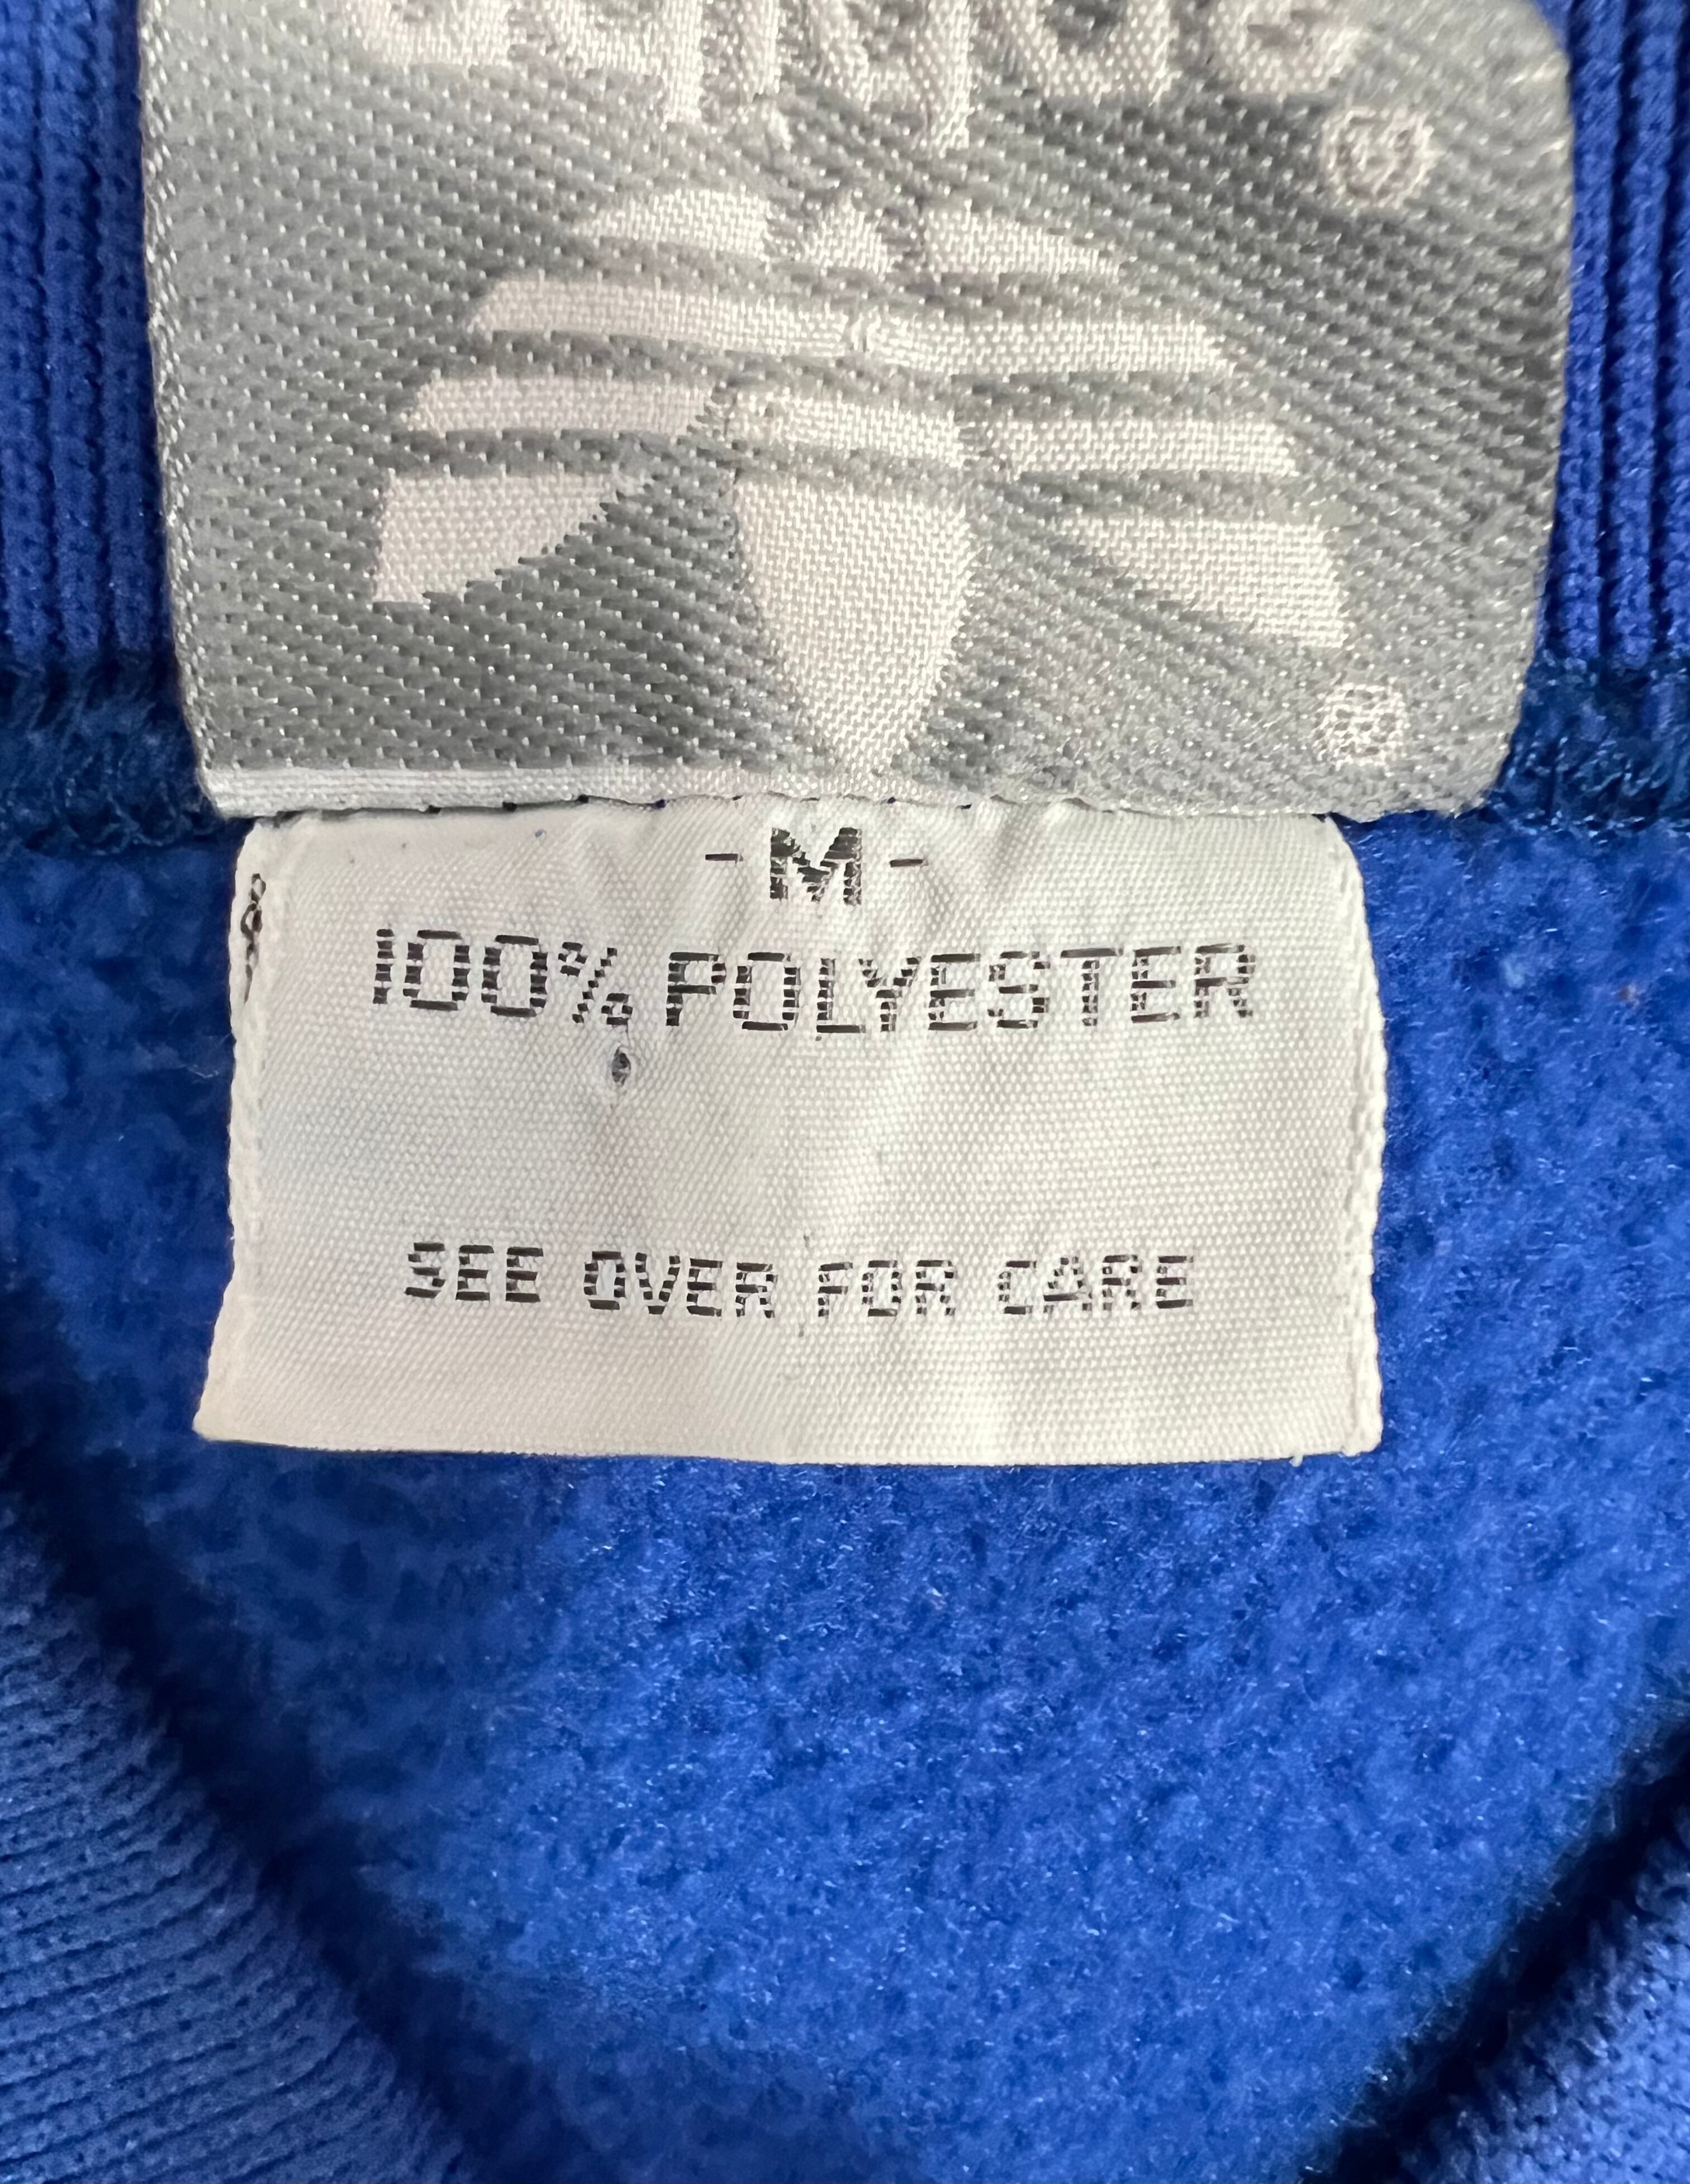 ®
®
- M -
100% POLYESTER
SEE OVER FOR CARE